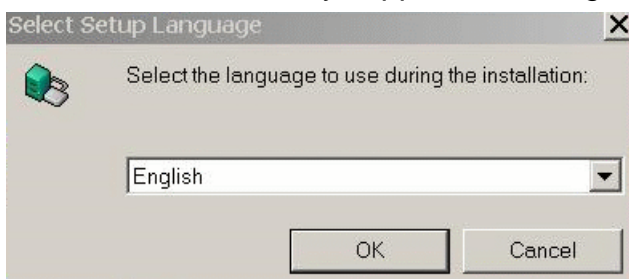 Select Setup Language
Select the language to use during the installation:
English
OK
Cancel